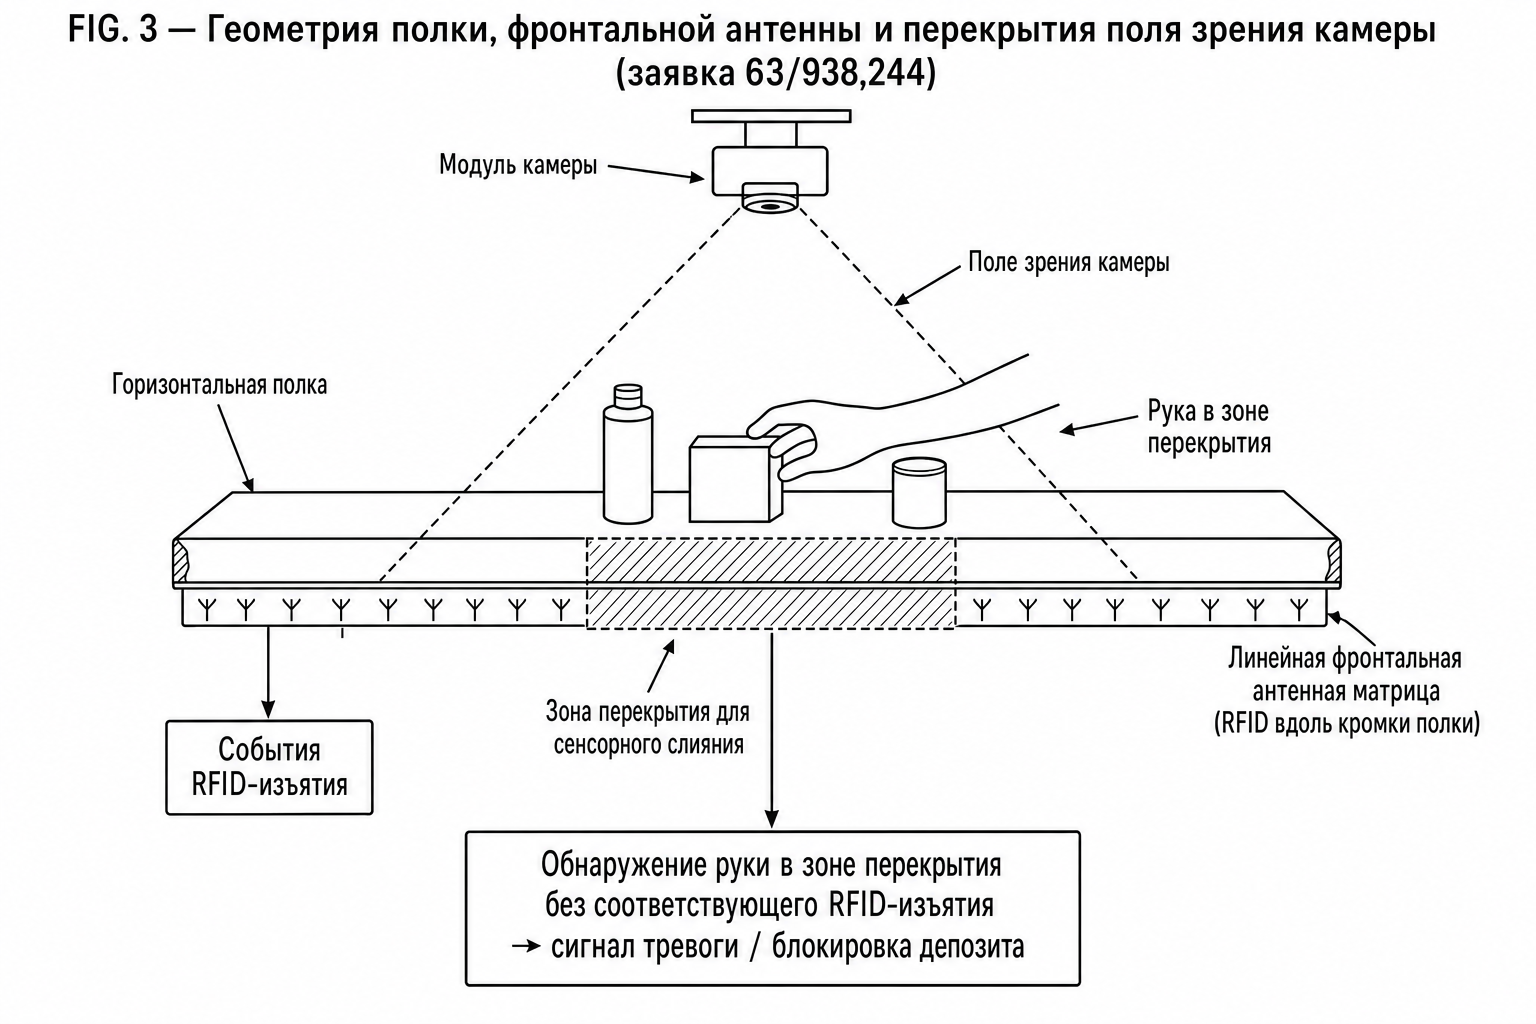 FIG. 3 — Геометрия полки, фронтальной антенны и перекрытия поля зрения камеры
(заявка 63/938,244)
Модуль камеры
Поле зрения камеры
Горизонтальная полка
Рука в зоне
перекрытия
Линейная фронтальная
антенная матрица
(RFID вдоль кромки полки)
Зона перекрытия для
сенсорного слияния
События
RFID-изъятия
Обнаружение руки в зоне перекрытия
без соответствующего RFID-изъятия
→ сигнал тревоги / блокировка депозита